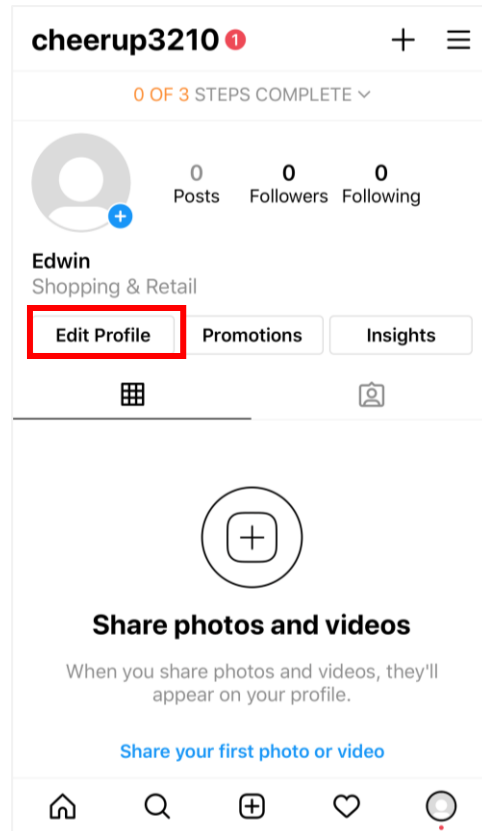 cheerup3210 1
0 OF 3 STEPS COMPLETE
0 0 0
Posts Followers Following
Edwin
Shopping & Retail
Edit Profile Promotions Insights
Share photos and videos
When you share photos and videos, they'll
appear on your profile.
Share your first photo or video